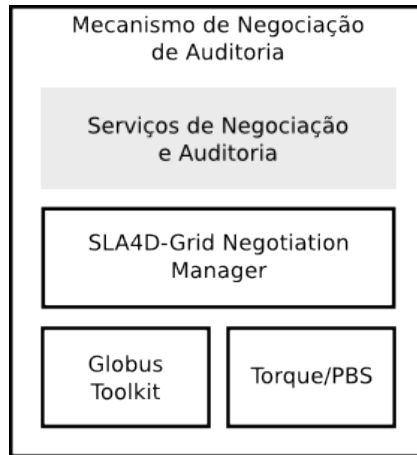 Mecanismo de Negociação
de Auditoria
Serviços de Negociação
e Auditoria
SLA4D-Grid Negotiation
Manager
Globus
Toolkit
Torque/PBS